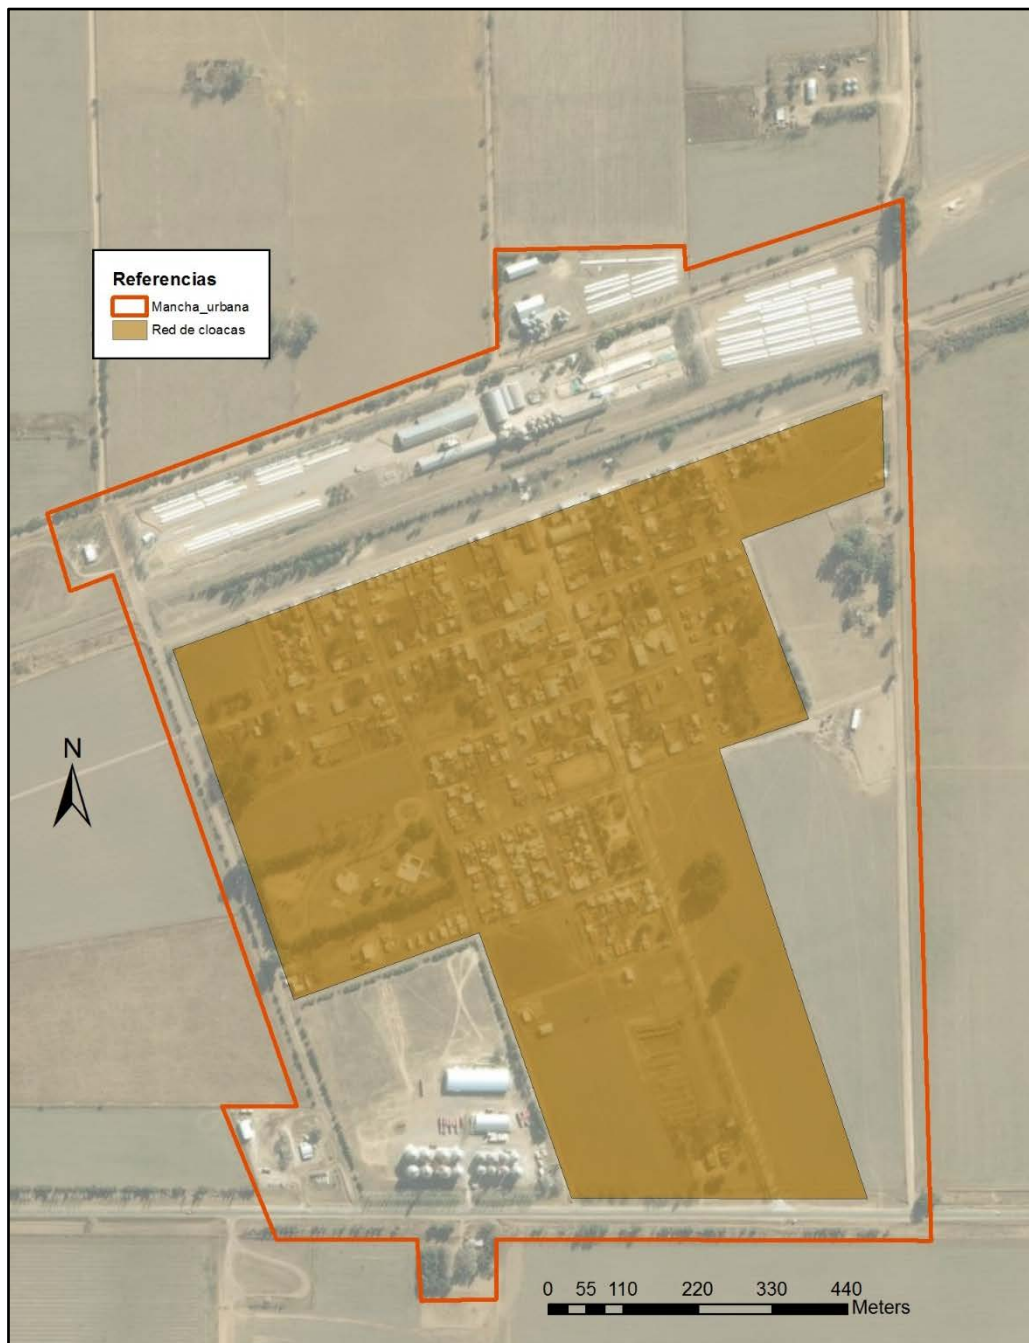 Referencias
Mancha_urbana
Red de cloacas
N
0 55 110 220 330 440
Meters